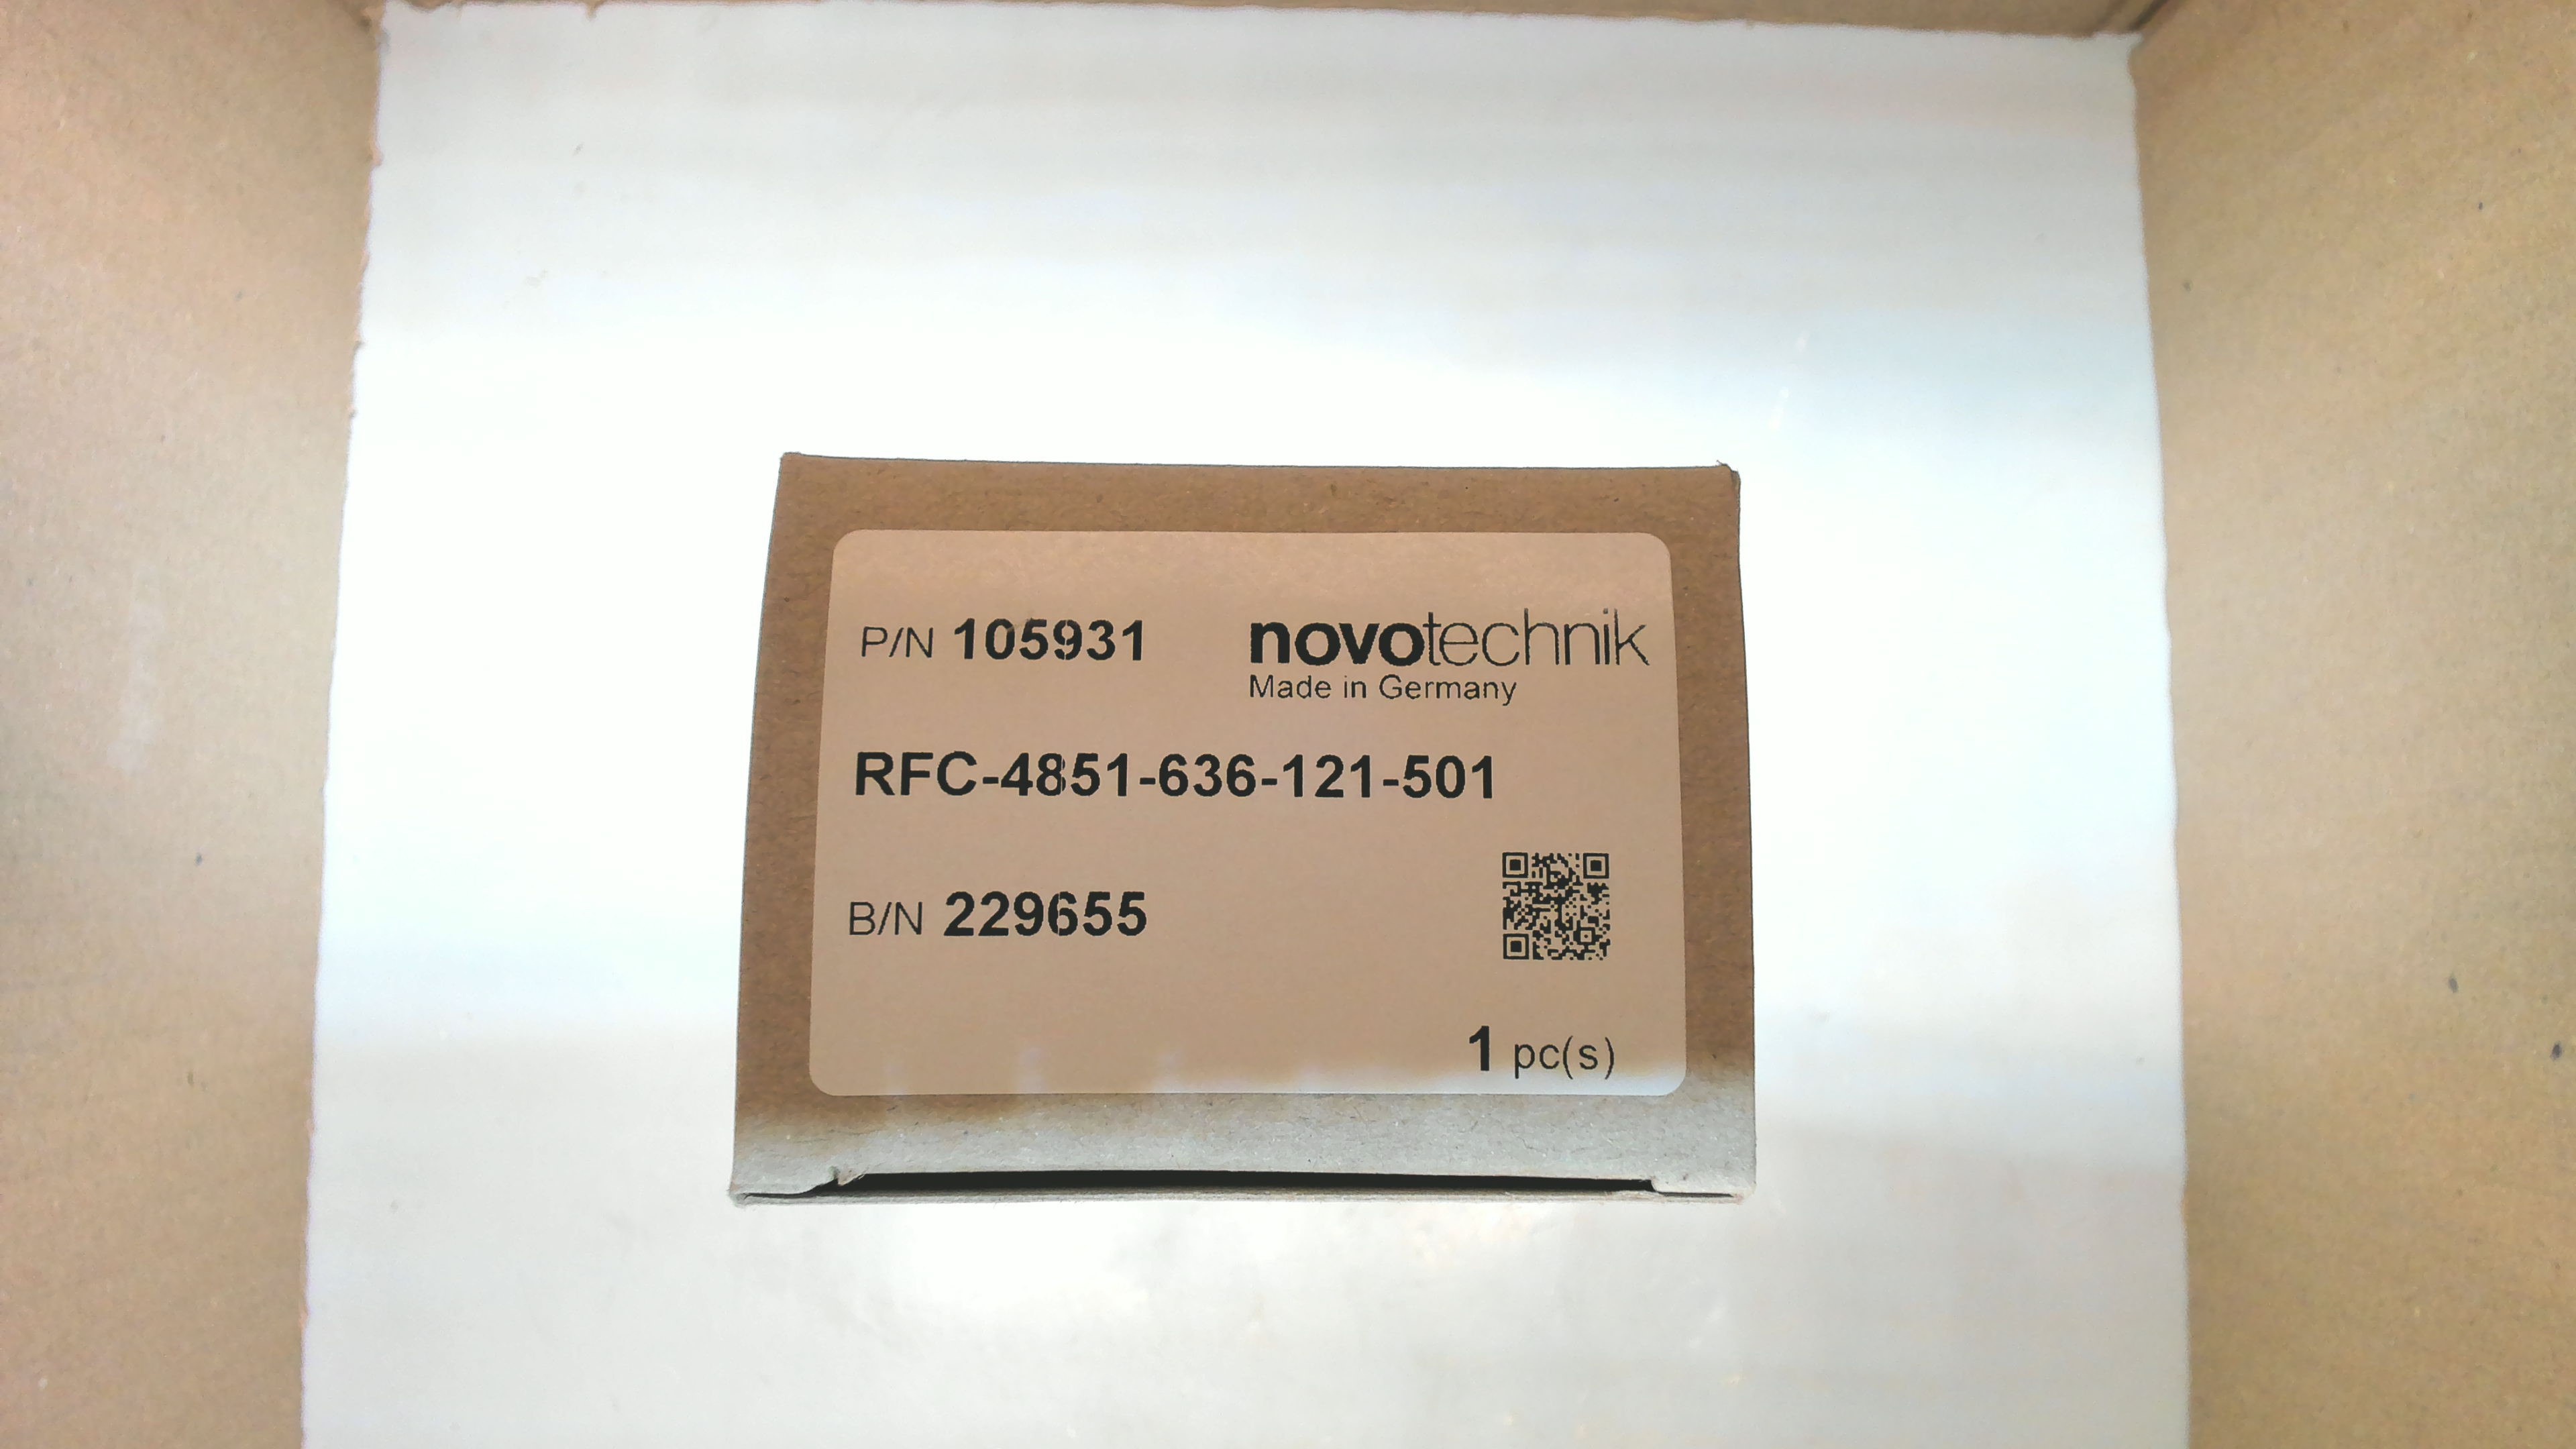 P/N 105931 novotechnik
Made in Germany
RFC-4851-636-121-501
B/N 229655
1 pc(s)